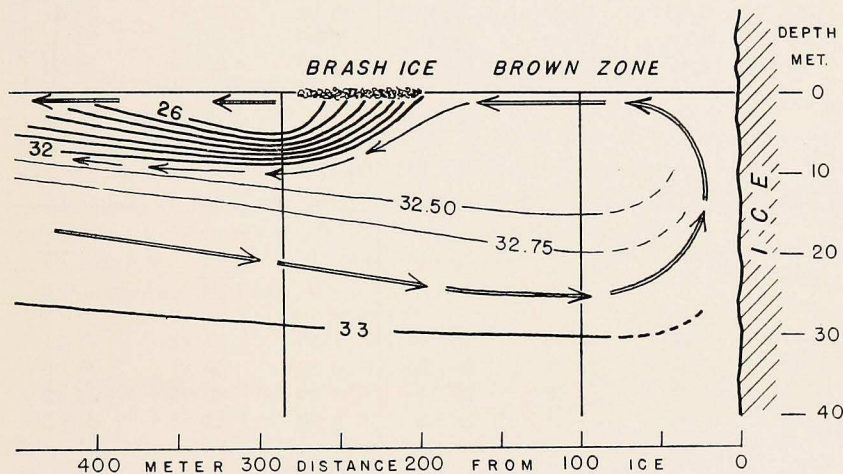 DEPTH
MET.
BRASH ICE BROWN ZONE
0
26
32
10
32.50
ICE
32.75
20
33
30
40
400 METER 300 DISTANCE 200 FROM 100 ICE 0